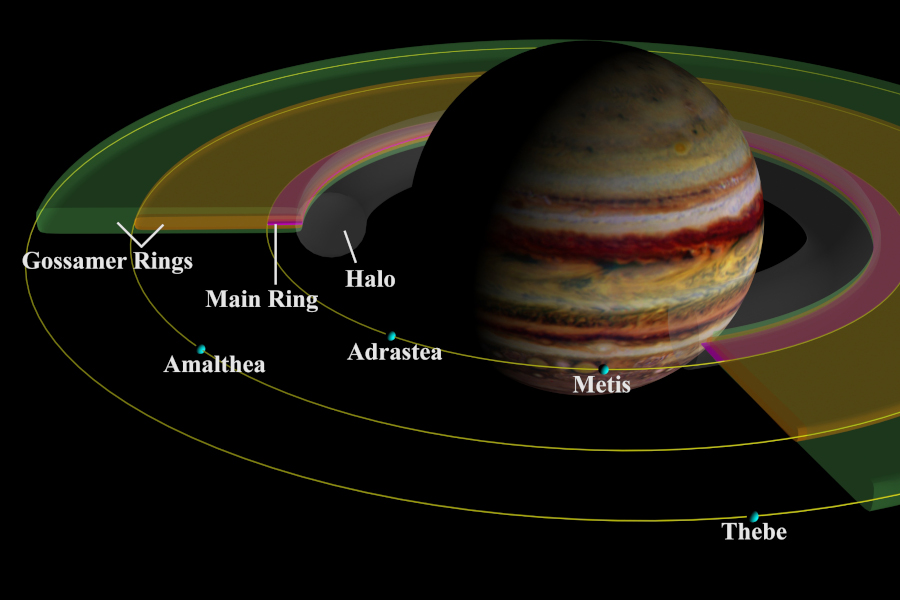 Gossamer Rings
Halo
Main Ring
Adrastea
Amalthea
Metis
Thebe